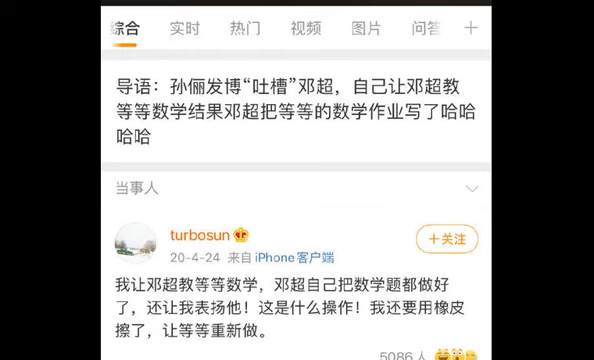 综合 实时 热门 视频 图片 问答
导语：孙俪发博“吐槽”邓超，自己让邓超教
等等数学结果邓超把等等的数学作业写了哈哈
哈哈
当事人
turbosun
+关注
20-4-24 来自 iPhone客户端
我让邓超教等等数学，邓超自己把数学题都做好
了，还让我表扬他！这是什么操作！我还要用橡皮
擦了，让等等重新做。
5086人